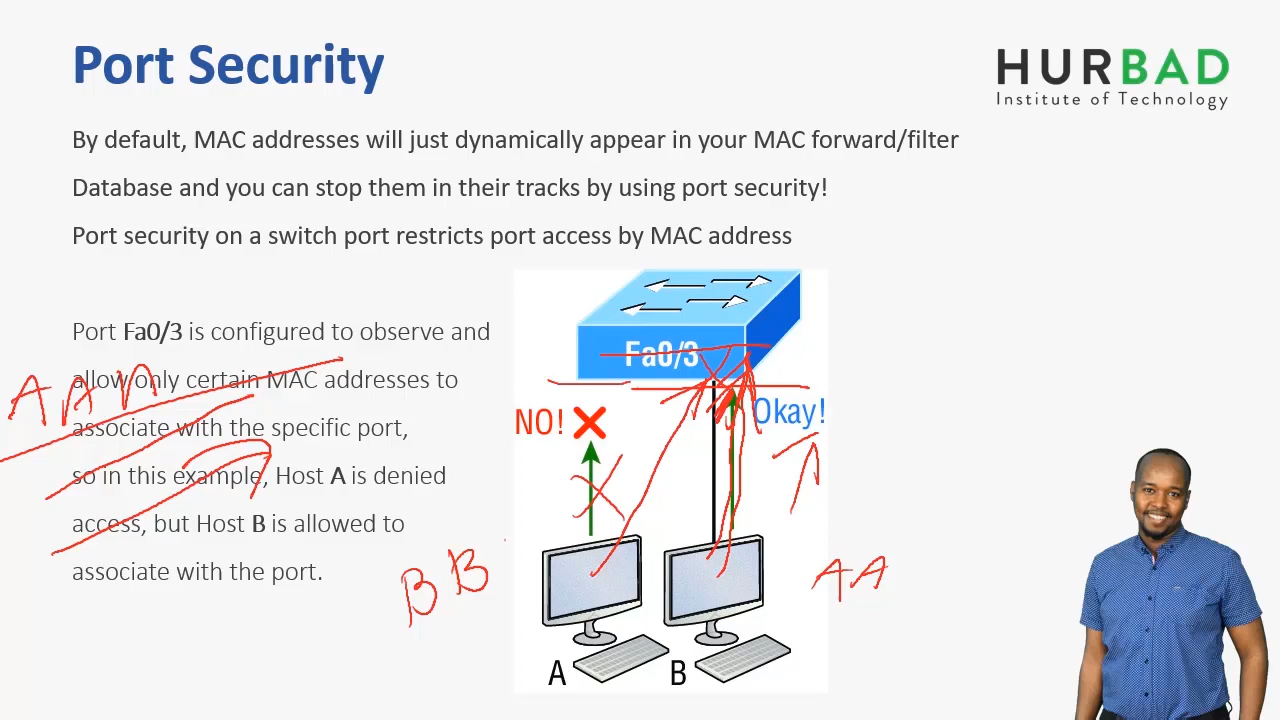 Port Security
HURBAD
Institute of Technology
By default, MAC addresses will just dynamically appear in your MAC forward/filter
Database and you can stop them in their tracks by using port security!
Port security on a switch port restricts port access by MAC address
Port Fa0/3 is configured to observe and
allow only certain MAC addresses to
associate with the specific port,
so in this example, Host A is denied
access, but Host B is allowed to
associate with the port.
Fa0/3
NO!
Okay!
A A A
B B
A A
A
B